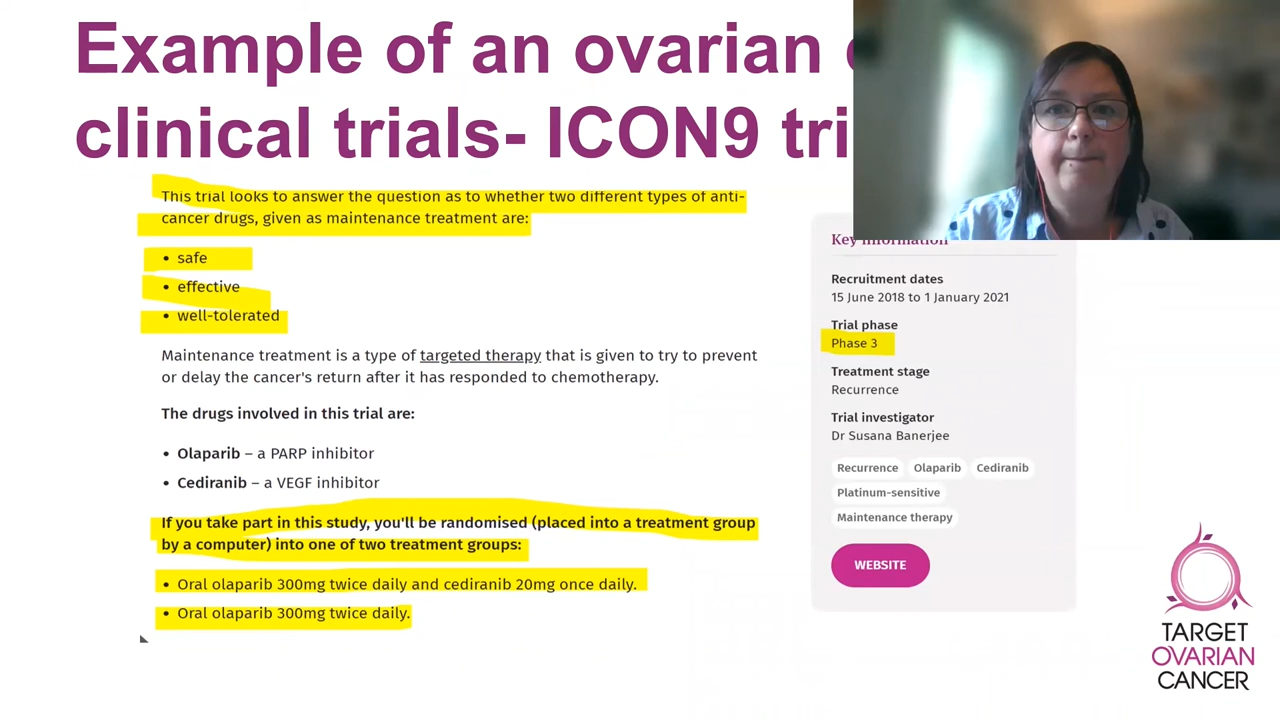 Example of an ovarian
clinical trials- ICON9
This trial looks to answer the question as to whether two different types of anti-
cancer drugs, given as maintenance treatment are:
• safe
• effective
• well-tolerated
Maintenance treatment is a type of targeted therapy that is given to try to prevent
or delay the cancer's return after it has responded to chemotherapy.
The drugs involved in this trial are:
• Olaparib – a PARP inhibitor
• Cediranib – a VEGF inhibitor
If you take part in this study, you'll be randomised (placed into a treatment group
by a computer) into one of two treatment groups:
• Oral olaparib 300mg twice daily and cediranib 20mg once daily.
• Oral olaparib 300mg twice daily.
Key information
Recruitment dates
15 June 2018 to 1 January 2021
Trial phase
Phase 3
Treatment stage
Recurrence
Trial investigator
Dr Susana Banerjee
Recurrence Olaparib Cediranib
Platinum-sensitive
Maintenance therapy
WEBSITE
TARGET
OVARIAN
CANCER